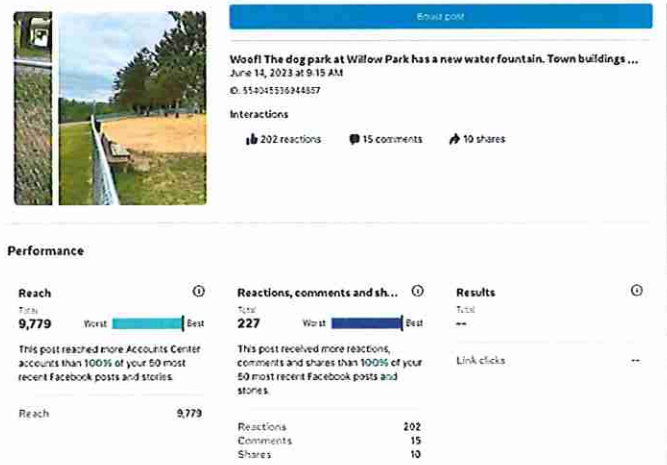 Boost post
Woof! The dog park at Willow Park has a new water fountain. Town buildings ...
June 14, 2023 at 9:15 AM
Interactions
202 reactions
15 comments
10 shares
Performance
Reach
Total
9,779
Worst
Best
This post reached more Accounts Center
accounts than 100% of your 50 most
recent Facebook posts and stories.
Reach
9,779
Reactions, comments and sh...
Total
227
Worst
Best
This post received more reactions,
comments and shares than 100% of your
50 most recent Facebook posts and
stories.
Reactions
202
Comments
15
Shares
10
Results
Total
--
Link clicks
--